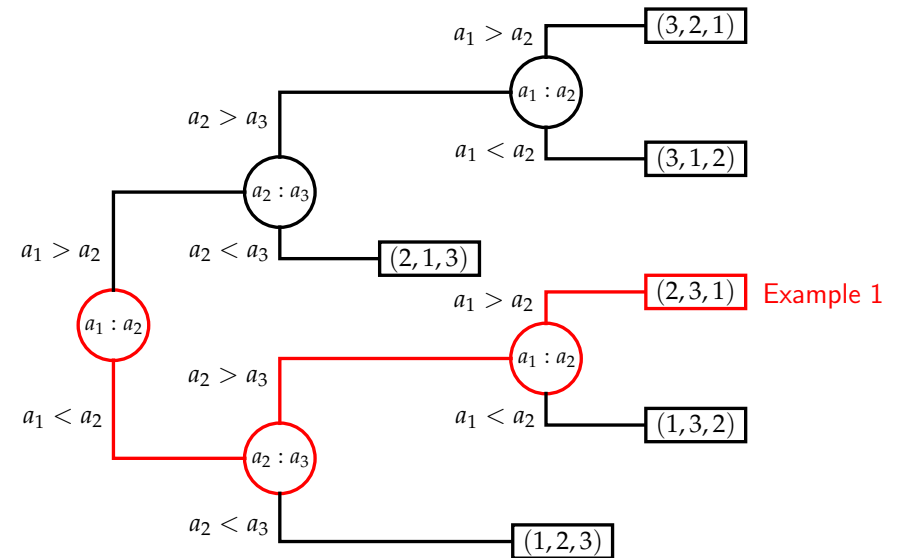 a₁ > a₂
(3, 2, 1)
a₁ : a₂
a₂ > a₃
a₁ < a₂
(3, 1, 2)
a₂ : a₃
a₁ > a₂
a₂ < a₃
(2, 1, 3)
a₁ > a₂
(2, 3, 1)
Example 1
a₁ : a₂
a₂ > a₃
a₁ : a₂
a₁ < a₂
a₁ < a₂
(1, 3, 2)
a₂ : a₃
a₂ < a₃
(1, 2, 3)